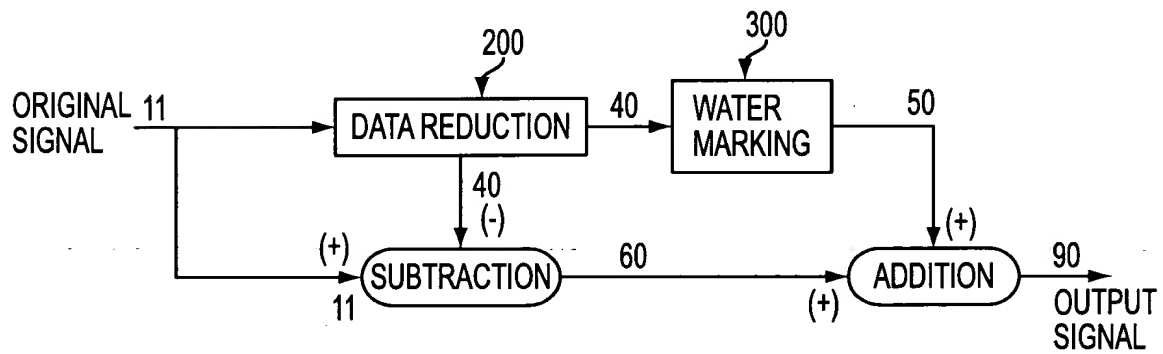 200
300
ORIGINAL
SIGNAL
11
DATA REDUCTION
40
WATER
MARKING
50
40
(-)
(+)
(+)
SUBTRACTION
60
ADDITION
90
11
(+)
OUTPUT
SIGNAL